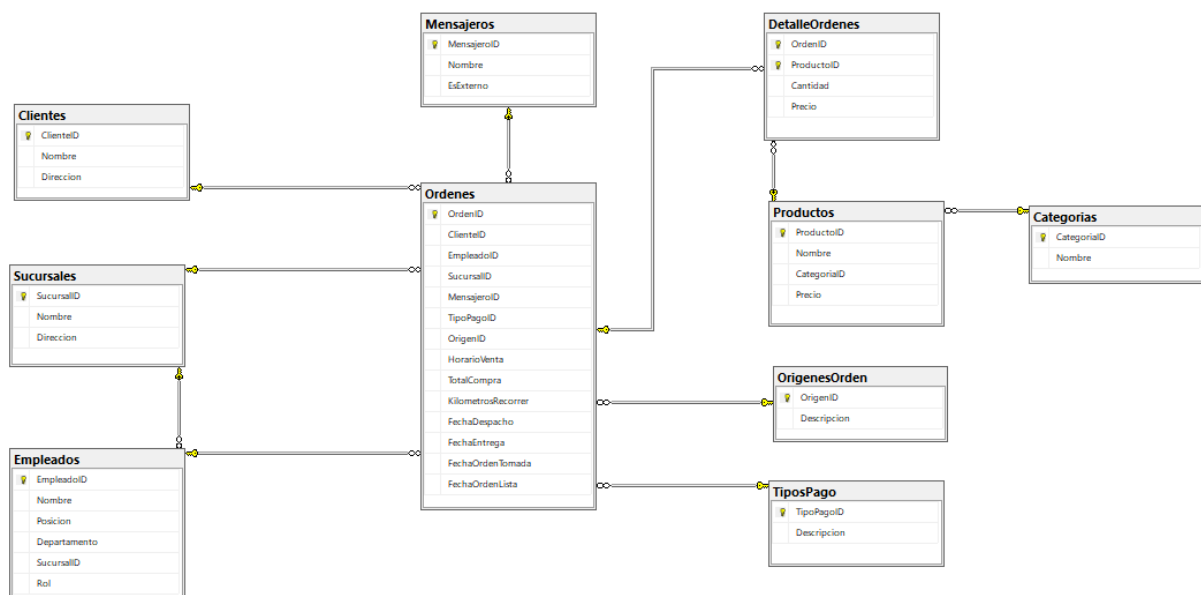 Mensajeros
MensajeroID
Nombre
EsExterno
DetalleOrdenes
OrdenID
ProductoID
Cantidad
Precio
Clientes
ClienteID
Nombre
Direccion
Ordenes
OrdenID
ClienteID
EmpleadoID
SucursalID
MensajeroID
TipoPagoID
OrigenID
HorarioVenta
TotalCompra
KilometrosRecorrer
FechaDespacho
FechaEntrega
FechaOrdenTomada
FechaOrdenLista
Productos
ProductoID
Nombre
CategoriaID
Precio
Categorias
CategoriaID
Nombre
Sucursales
SucursalID
Nombre
Direccion
OrigenesOrden
OrigenID
Descripcion
Empleados
EmpleadoID
Nombre
Posicion
Departamento
SucursalID
Rol
TiposPago
TipoPagoID
Descripcion